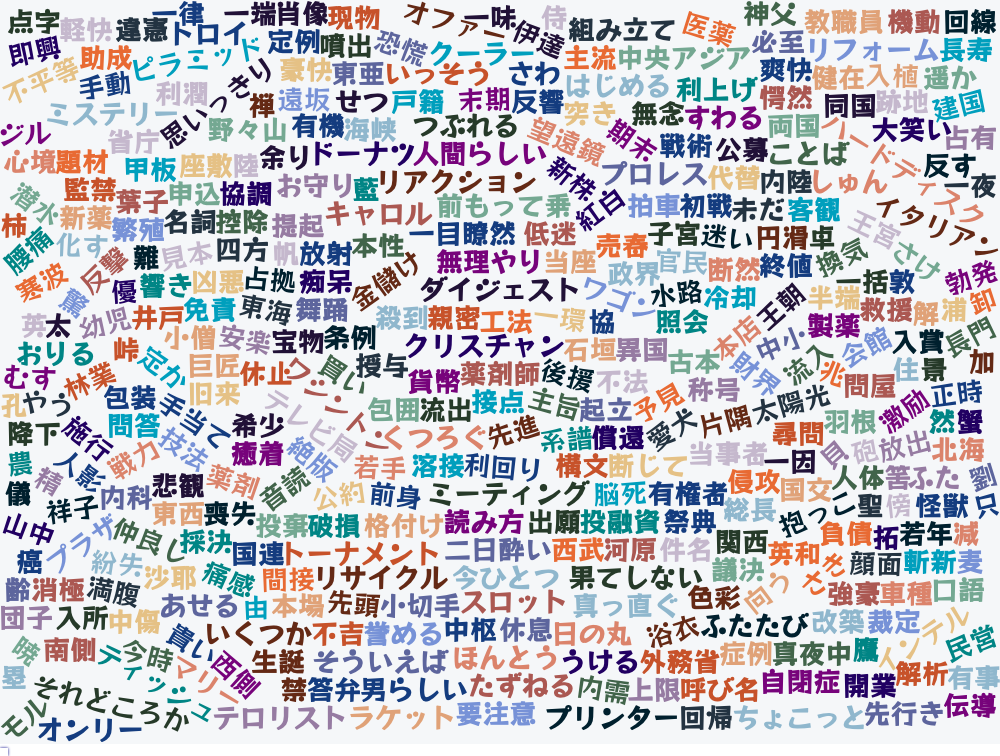 点字 軽快 違憲 一律 トロイ 一端 肖像 現物 オファー 一味 伊達 侍 組み立て 医薬 神父 教職員 機動 回線
即興 助成 ピラミッド 定例 噴出 恐慌 クーラー さわ 主流 中央アジア 必至 リフォーム 長寿
不平等 手動 利潤 思いっきり 豪快 東亜 いっそう はじめる 利上げ 爽快 健在 入植 遥か
ミステリー 禅 遠坂 せつ 戸籍 末期 反響 突き 無念 すわる 愕然 同国 跡地 建国
ジル 省庁 野々山 有機 海峡 つぶれる 望遠鏡 期末 戦術 公募 両国 ことば ハードディスク 大笑い 占有
心境 題材 甲板 座敷 陸 余り ドーナツ 人間らしい 新株 プロレス 代替 内陸 しゅん 反す 一夜
潜水 監禁 葉子 申込 協調 お守り 藍 リアクション 紅白 拍車 初戦 未だ 客観 イタリアン
柿 新薬 繁殖 名詞 控除 提起 キャロル 前もって 乗 子宮 迷い 円滑 卓 王宮 さけ
腰痛 化す 難 見本 四方 帆 放射 本性 一目瞭然 低迷 売春 官民 断然 終値 換気 勃発
寒波 反撃 優 響き 凶悪 占拠 痴呆 金儲け 無理やり 当座 政界 水路 冷却 王朝 半端 一括 敦
驚 幼児 井戸 免責 東海 舞踊 ダイジェスト ワゴン 照会 救援 解 浦 卸
英 太 小僧 安楽 宝物 条例 殺到 親密 工法 一環 協 本店 中小 製薬 会館 入賞 長門
おりる 峠 定か 巨匠 休止 買い 授与 クリスチャン 石垣 異国 古本 財界 流入 兆 住 景 加
むす 林業 旧来 グリーントン 貨幣 薬剤師 後援 不法 予見 称号 問屋 正時
孔 やう 包装 手当て 希少 テレビ局 包囲 流出 接点 主旨 起立 愛犬 片隅 太陽光 羽根 激励 然 蟹
降下 施行 問答 技法 癒着 絶版 くつろぐ 先進 系譜 償還 尋問 放出 北海
農 人影 戦力 薬剤 音読 若手 溶接 利回り 構文 断じて 当事者 一因 貝 砲 劉
儀 精 祥子 内科 悲観 公約 前身 ミーティング 脳死 有権者 侵攻 国交 人体 答 ふた 只
山中 プラザ 仲良し 東西 喪失 投棄 破損 格付け 読み方 出願 投融資 祭典 総長 抱っこ 聖 傍 怪獣
癌 紛失 採決 国連 トーナメント 二日酔い 西武 河原 件名 関西 英和 負債 拓 若年 減
齢 消極 満腹 沙耶 痛感 間接 リサイクル 今ひとつ 果てしない 議決 回り さき 顔面 斬新 麦
団子 入所 中傷 あせる 由 本場 先頭 小切手 スロット 真っ直ぐ 色彩 強豪 車種 口語
暁 南側 ティッシュ 今時 貴い いくつか 不吉 誉める 中枢 休息 日の丸 浴衣 ふたたび 改築 裁定 インテル 民営
塁 マリー 西側 生誕 そういえば ほんとう うける 外務省 症例 真夜中 鷹 解析 有事
モル それどころか 禁 答弁 男らしい たずねる 内需 上限 呼び名 自閉症 開業 伝導
オンリー テロリスト ラケット 要注意 プリンター 回帰 ちょこっと 先行き